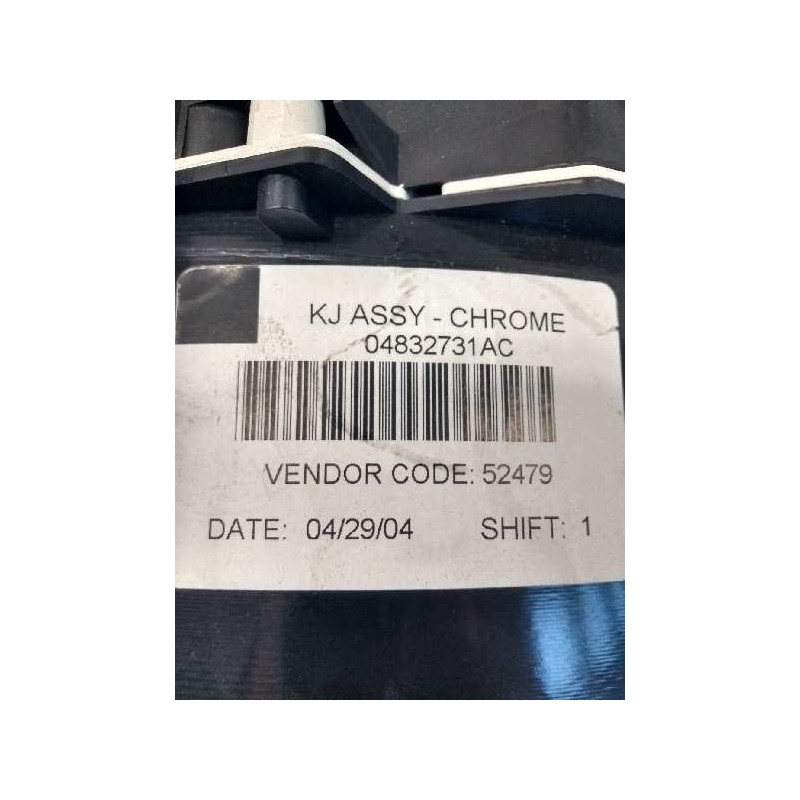 KJ ASSY - CHROME
04832731AC
VENDOR CODE: 52479
DATE: 04/29/04 SHIFT: 1